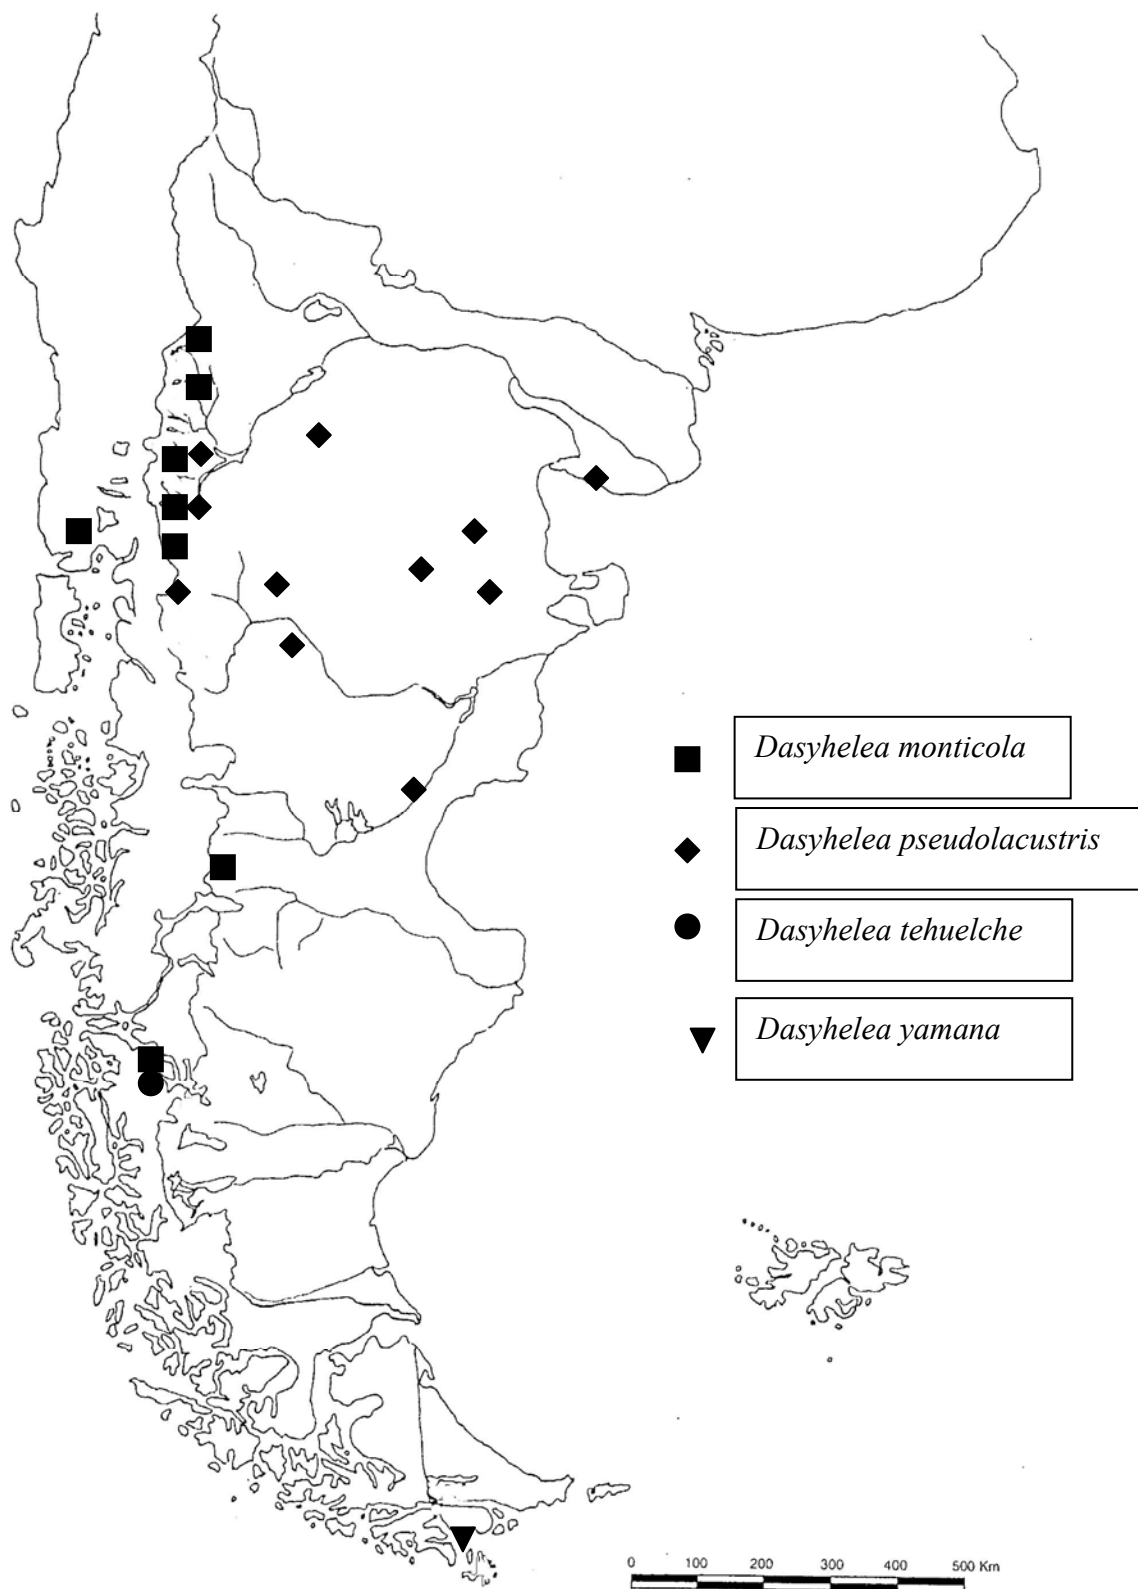 Dasyhelea monticola
Dasyhelea pseudolacustris
Dasyhelea tehuelche
Dasyhelea yamana
0 100 200 300 400 500 Km